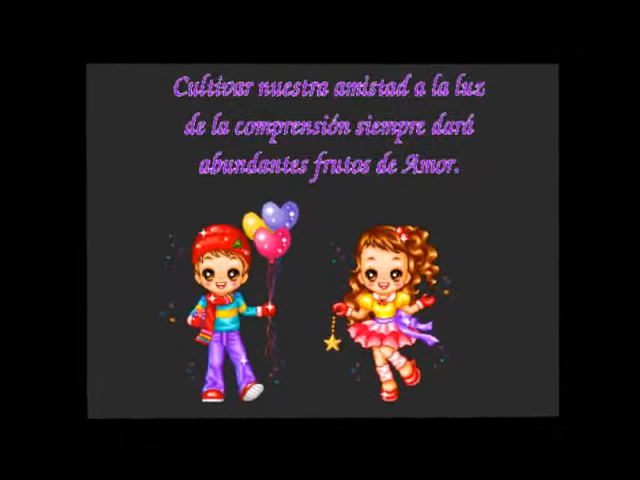 Cultivar nuestra amistad a la luz
de la comprensión siempre dará
abundantes frutos de Amor.